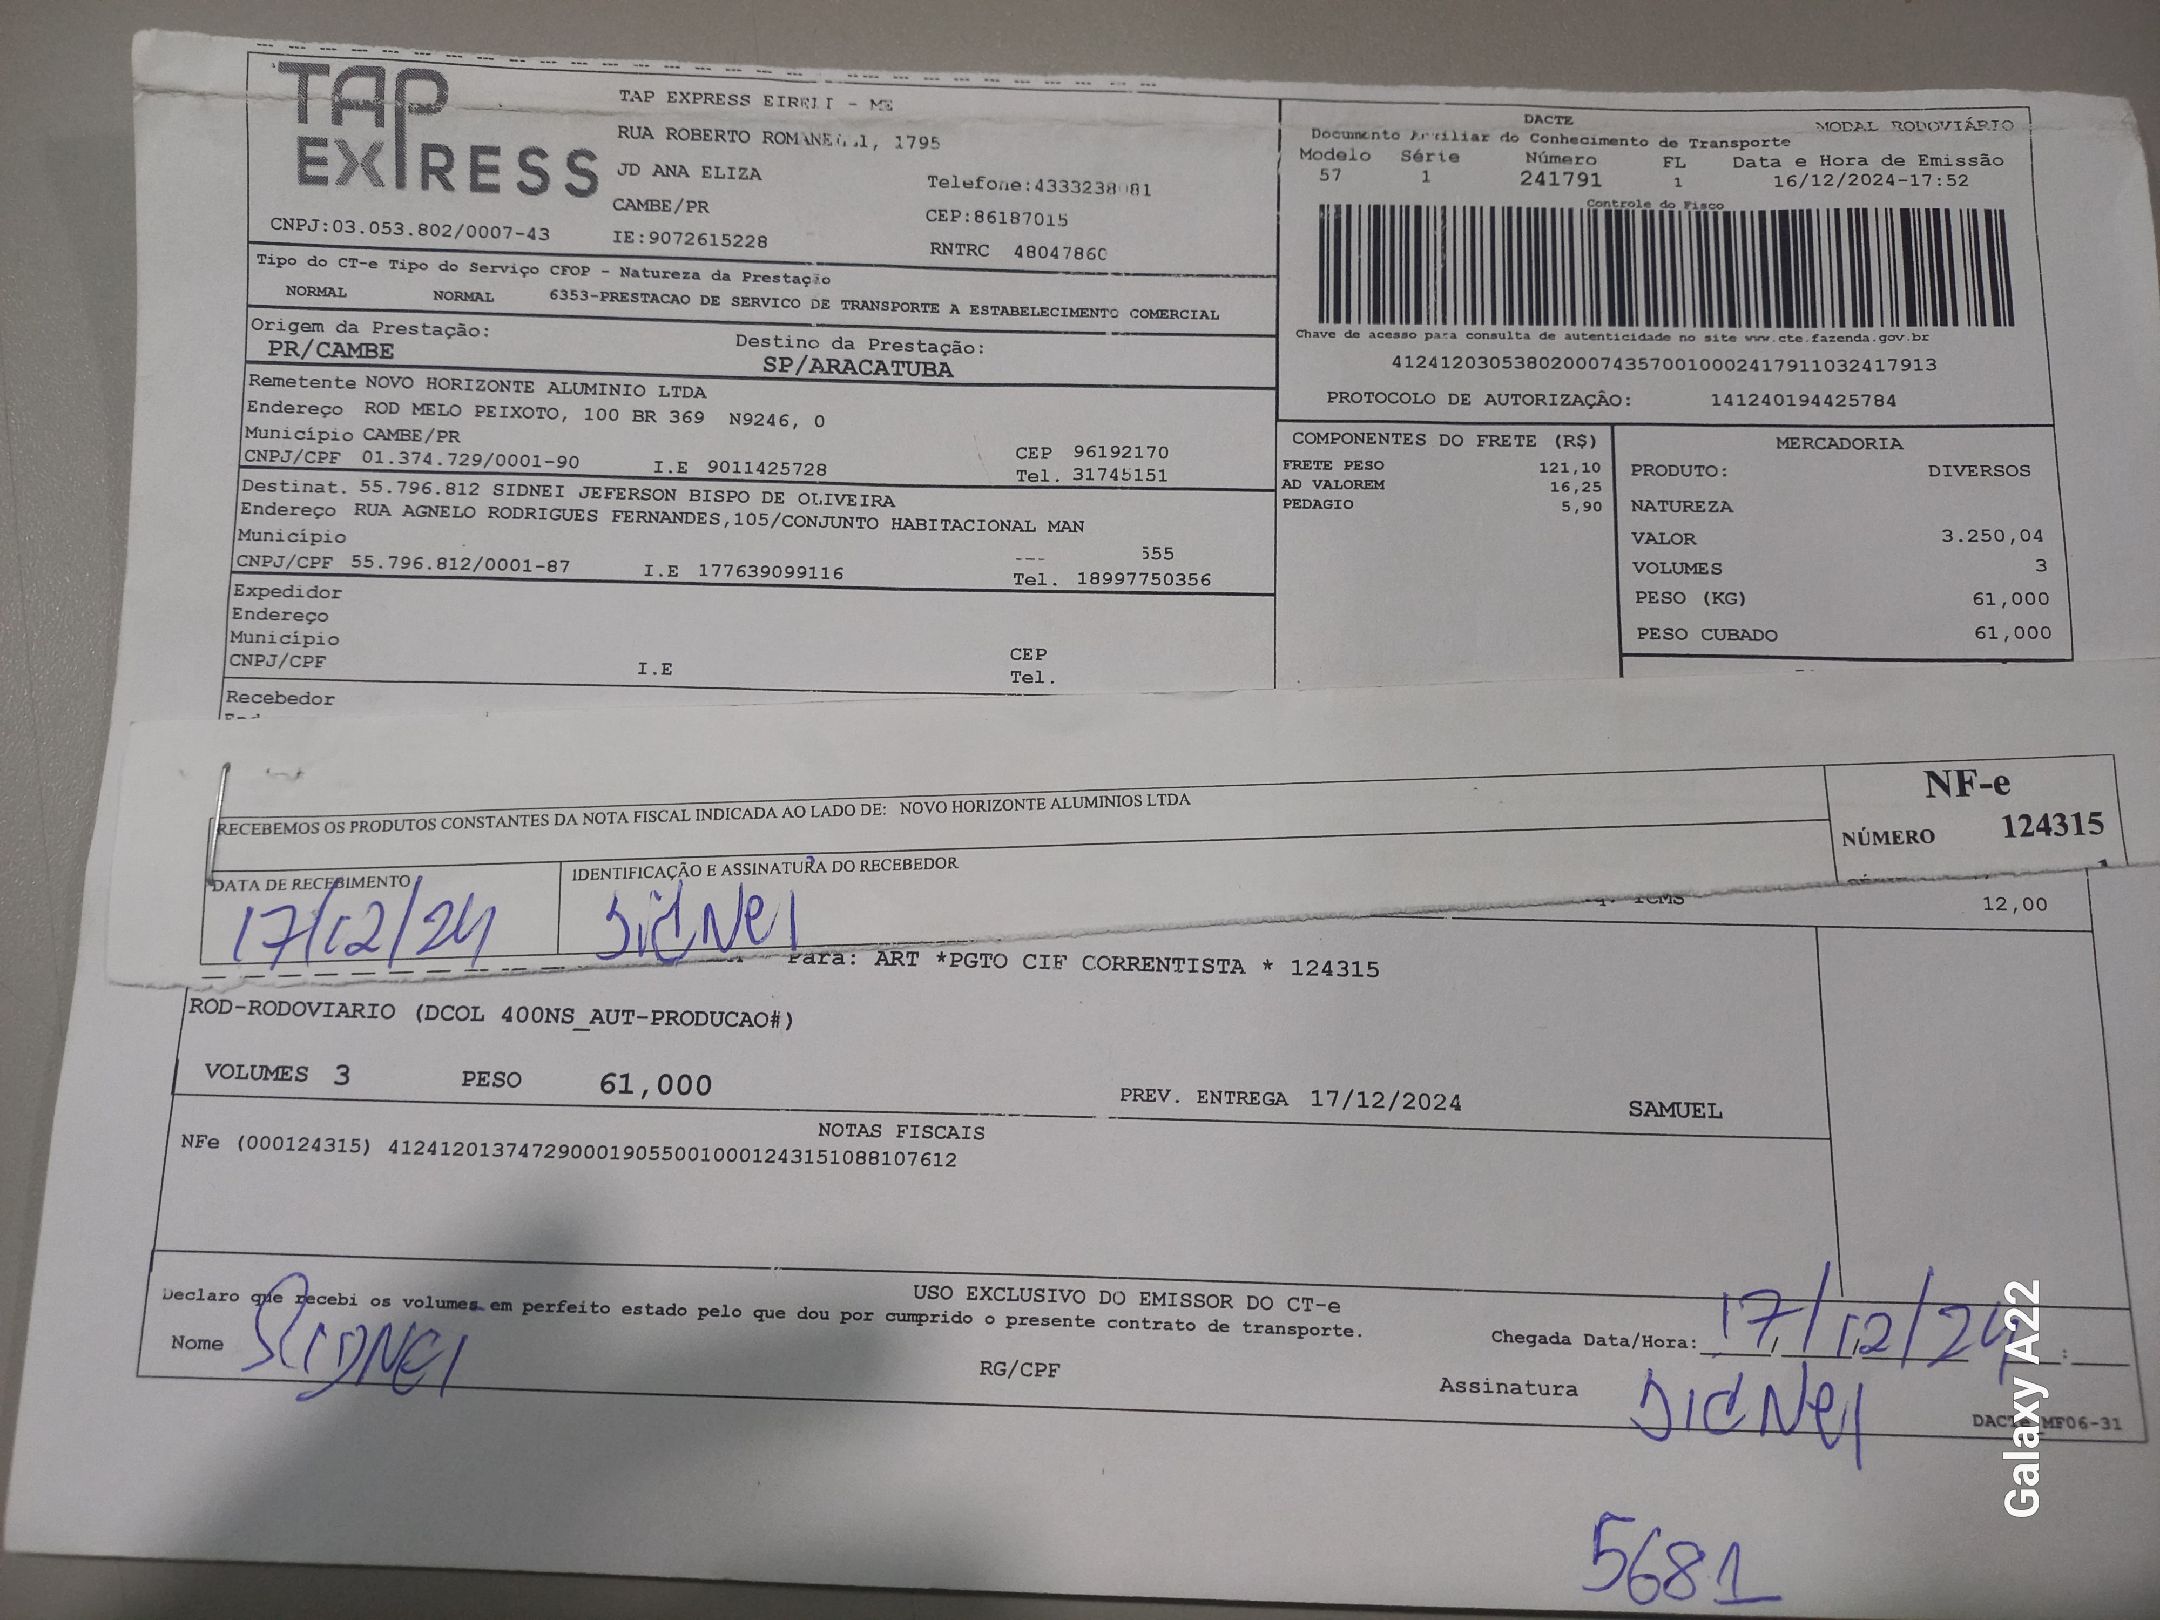 TAP EXPRESS
TAP EXPRESS EIRELI - ME
RUA ROBERTO 1795
JD ANA ELIZA
CAMBE/PR
Telefone:
CEP:86187015
CNPJ:03.053.802/0007-43
IE:9072615228
RNTRC 48047860
DACTE
MODAL RODOVIÁRIO
Documento Auxiliar do Conhecimento de Transporte
Modelo Série Número FL Data e Hora de Emissão
57 1 241791 1 16/12/2024-17:52
Controle do Fisco
Chave de acesso para consulta de autenticidade no site www.cte.fazenda.gov.br
41241203053802000743570010002417911032417913
PROTOCOLO DE AUTORIZAÇÃO: 141240194425784
Tipo do CT-e Tipo do Serviço CFOP - Natureza da Prestação
NORMAL NORMAL 6353-PRESTACAO DE SERVICO DE TRANSPORTE A ESTABELECIMENTO COMERCIAL
Origem da Prestação: Destino da Prestação:
PR/CAMBE SP/ARACATUBA
Remetente NOVO HORIZONTE ALUMINIO LTDA
Endereço ROD MELO PEIXOTO, 100 BR 369 N9246, 0
Município CAMBE/PR CEP 96192170
CNPJ/CPF 01.374.729/0001-90 I.E 9011425728 Tel. 31745151
Destinat. 55.796.812 SIDNEI JEFERSON BISPO DE OLIVEIRA
Endereço RUA AGNELO RODRIGUES FERNANDES,105/CONJUNTO HABITACIONAL MAN
Município 555
CNPJ/CPF 55.796.812/0001-87 I.E 177639099116 Tel. 18997750356
Expedidor
Endereço
Município CEP
CNPJ/CPF I.E Tel.
Recebedor
COMPONENTES DO FRETE (R$)
FRETE PESO 121,10
AD VALOREM 16,25
PEDAGIO 5,90
MERCADORIA
PRODUTO: DIVERSOS
NATUREZA
VALOR 3.250,04
VOLUMES 3
PESO (KG) 61,000
PESO CUBADO 61,000
RECEBEMOS OS PRODUTOS CONSTANTES DA NOTA FISCAL INDICADA AO LADO DE: NOVO HORIZONTE ALUMINIOS LTDA
NF-e
NÚMERO 124315
DATA DE RECEBIMENTO
17/12/24
IDENTIFICAÇÃO E ASSINATURA DO RECEBEDOR
SidNei
ICMS 12,00
Para: ART *PGTO CIF CORRENTISTA * 124315
ROD-RODOVIARIO (DCOL 400NS_AUT-PRODUCAO#)
VOLUMES 3 PESO 61,000 PREV. ENTREGA 17/12/2024 SAMUEL
NOTAS FISCAIS
NFe (000124315) 41241201374729000190550010001243151088107612
USO EXCLUSIVO DO EMISSOR DO CT-e
Declaro que recebi os volumes em perfeito estado pelo que dou por cumprido o presente contrato de transporte.
Nome SIDNEI
RG/CPF
Chegada Data/Hora: 17/12/24 :
Assinatura SidNei
DACTe MF06-31
5681
Galaxy A22